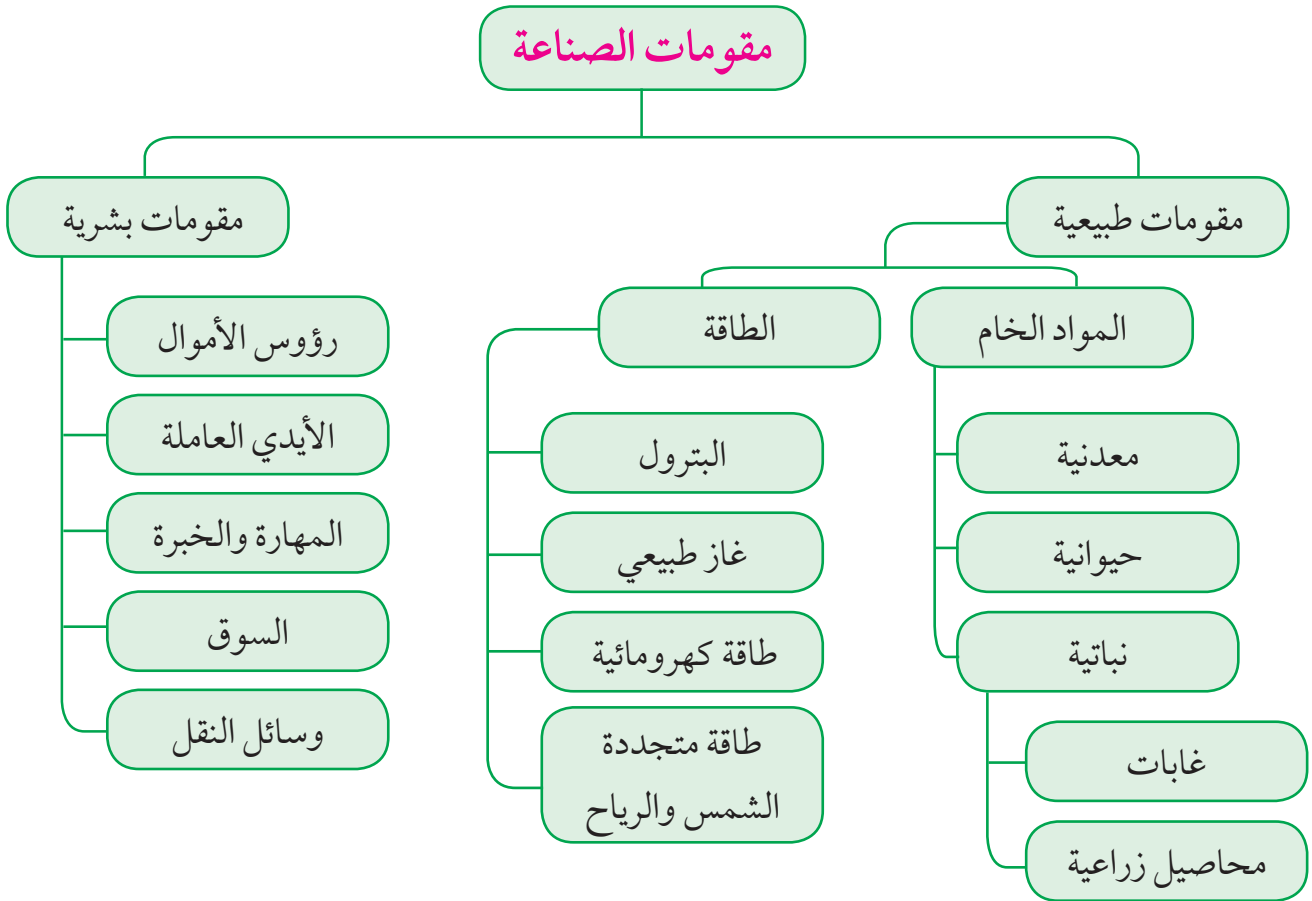 مقومات الصناعة
مقومات طبيعية
المواد الخام
معدنية
حيوانية
نباتية
غابات
محاصيل زراعية
الطاقة
البترول
غاز طبيعي
طاقة كهرومائية
طاقة متجددة
الشمس والرياح
مقومات بشرية
رؤوس الأموال
الأيدي العاملة
المهارة والخبرة
السوق
وسائل النقل